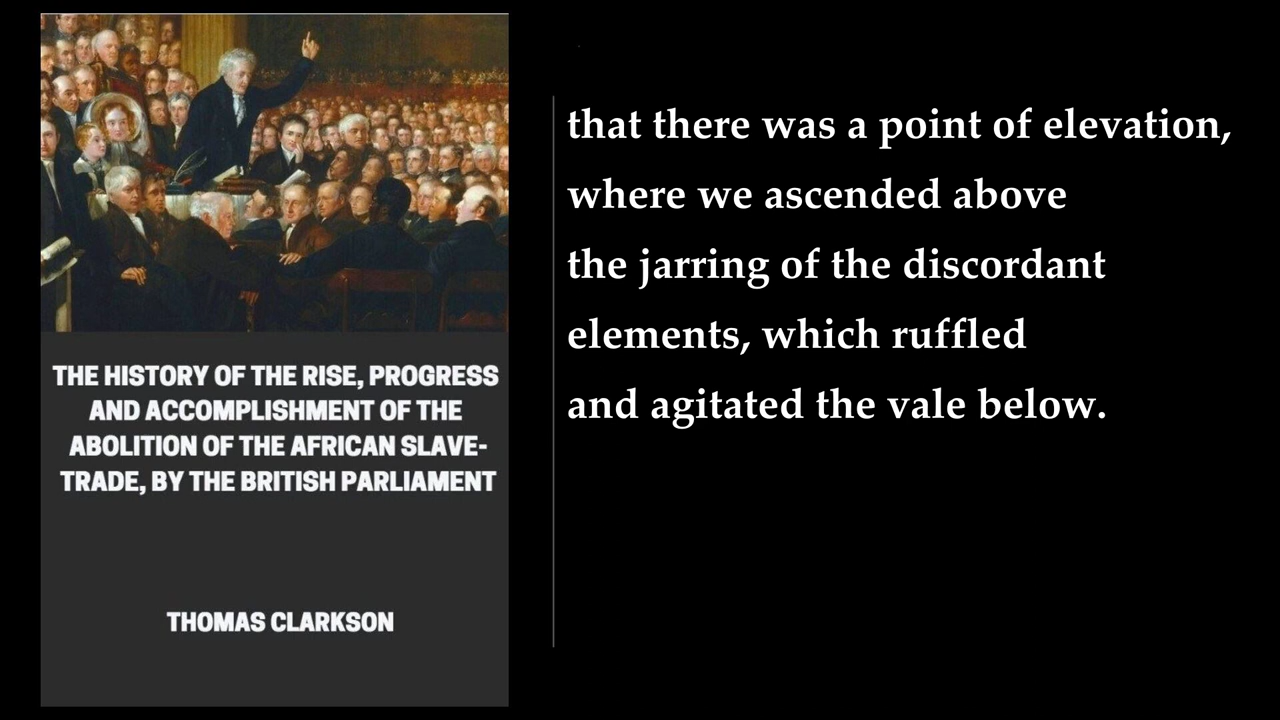 THE HISTORY OF THE RISE, PROGRESS
AND ACCOMPLISHMENT OF THE
ABOLITION OF THE AFRICAN SLAVE-
TRADE, BY THE BRITISH PARLIAMENT
THOMAS CLARKSON
that there was a point of elevation,
where we ascended above
the jarring of the discordant
elements, which ruffled
and agitated the vale below.